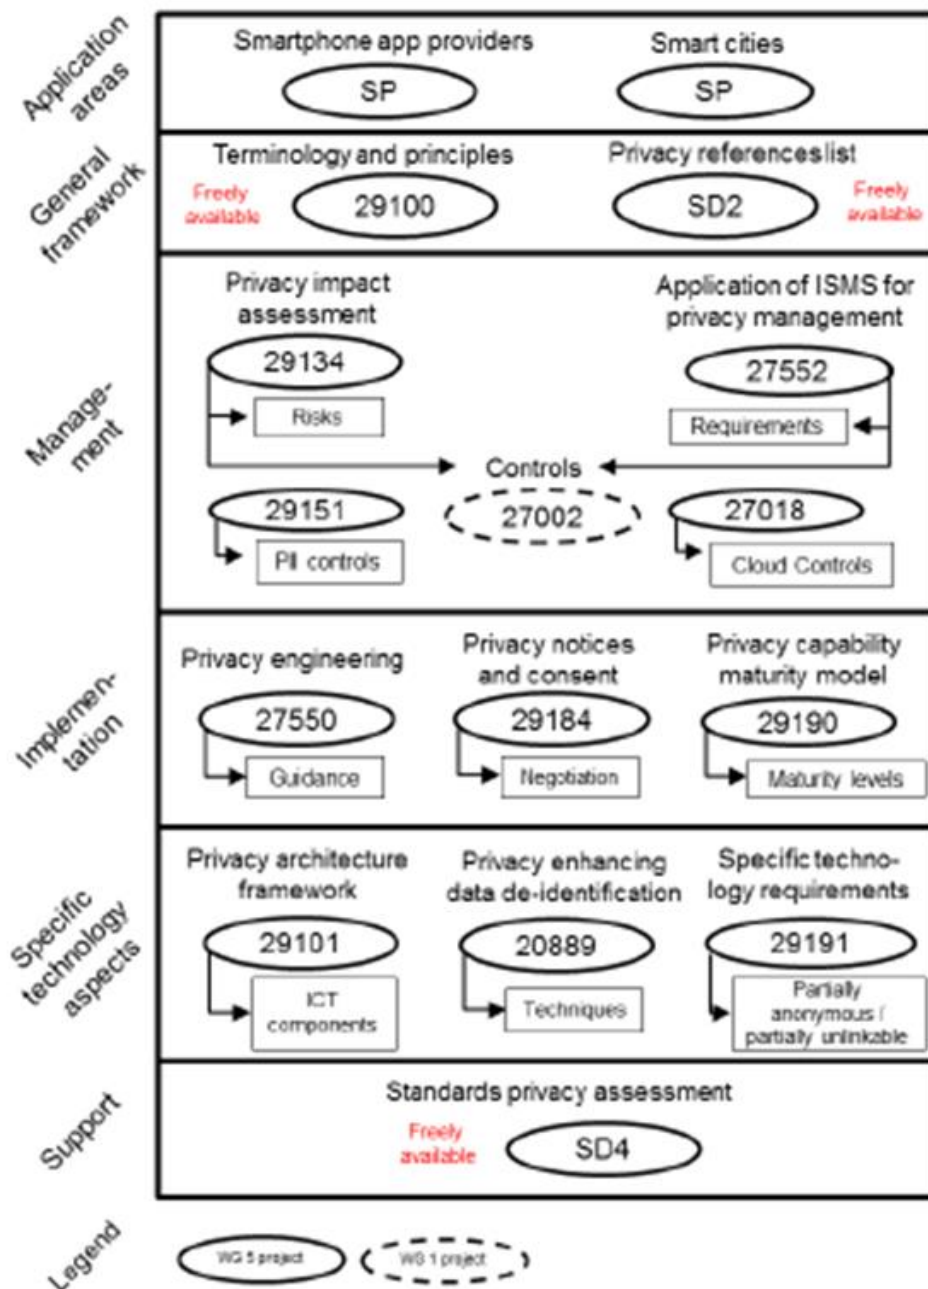 Application
areas
Smartphone app providers
SP
Smart cities
SP
General
framework
Terminology and principles
Freely
available
29100
Privacy references list
SD2
Freely
available
Manage-
ment
Privacy impact
assessment
29134
Risks
Application of ISMS for
privacy management
27552
Requirements
Controls
27002
29151
PII controls
27018
Cloud Controls
Implemen-
tation
Privacy engineering
27550
Guidance
Privacy notices
and consent
29184
Negotiation
Privacy capability
maturity model
29190
Maturity levels
Specific
technology
aspects
Privacy architecture
framework
29101
ICT
components
Privacy enhancing
data de-identification
20889
Techniques
Specific techno-
logy requirements
29191
Partially
anonymous /
partially unlinkable
Support
Standards privacy assessment
Freely
available
SD4
Legend
WG 5 project
WG 1 project